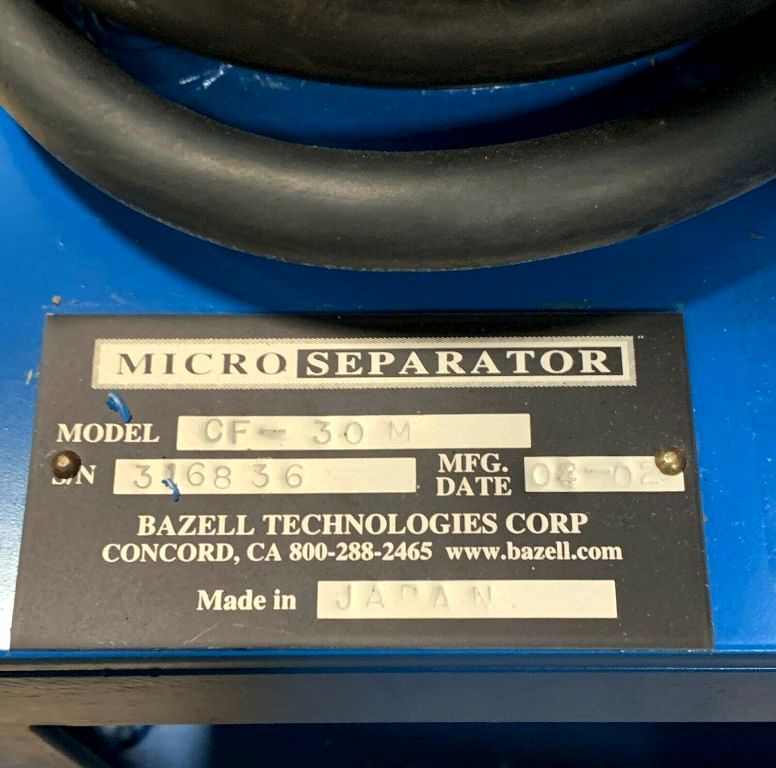 MICRO SEPARATOR™
MODEL CF-30M
S/N 316836 MFG. DATE 04-02
BAZELL TECHNOLOGIES CORP
CONCORD, CA 800-288-2465 www.bazell.com
Made in JAPAN